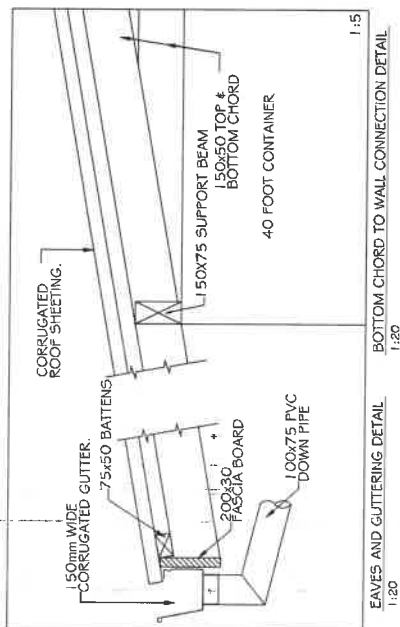 150mm WIDE
CORRUGATED GUTTER.
75x50 BATTENS
200x30
FASCIA BOARD
100x75 PVC
DOWN PIPE
EAVES AND GUTTERING DETAIL
1:20
CORRUGATED
ROOF SHEETING.
150X75 SUPPORT BEAM
150x50 TOP &
BOTTOM CHORD
40 FOOT CONTAINER
1:5
BOTTOM CHORD TO WALL CONNECTION DETAIL
1:20